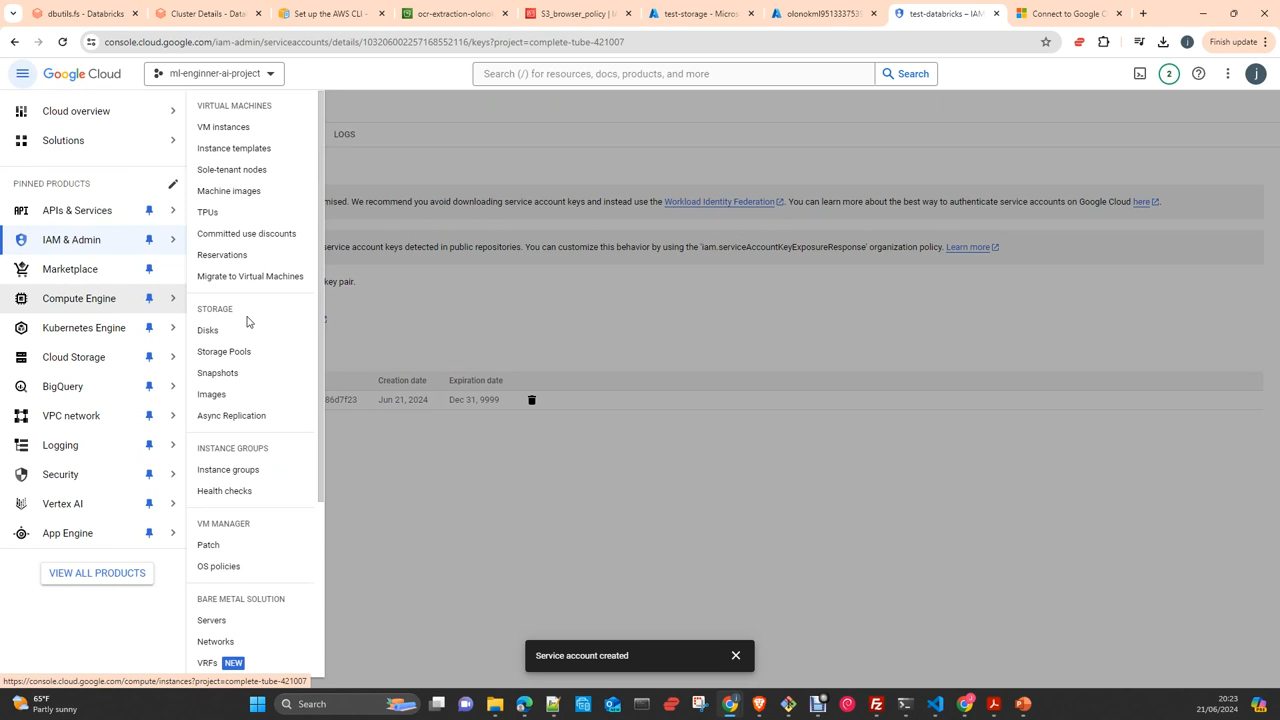 dbutils.fs - Databricks
Cluster Details - Datab
Set up the AWS CLI -
ocr-extraction-olonok
S3_browser_policy | IA
test-storage - Micros
olonokml9513337539
test-databricks – IAM
Connect to Google C
console.cloud.google.com/iam-admin/serviceaccounts/details/103206002257168552116/keys?project=complete-tube-421007
Finish update
Google Cloud
ml-enginner-ai-project
Search (/) for resources, docs, products, and more
Search
2
j
Cloud overview
Solutions
PINNED PRODUCTS
API
APIs & Services
IAM & Admin
Marketplace
Compute Engine
Kubernetes Engine
Cloud Storage
BigQuery
VPC network
Logging
Security
Vertex AI
App Engine
VIEW ALL PRODUCTS
VIRTUAL MACHINES
VM instances
Instance templates
Sole-tenant nodes
Machine images
TPUs
Committed use discounts
Reservations
Migrate to Virtual Machines
STORAGE
Disks
Storage Pools
Snapshots
Images
Async Replication
INSTANCE GROUPS
Instance groups
Health checks
VM MANAGER
Patch
OS policies
BARE METAL SOLUTION
Servers
Networks
VRFs NEW
LOGS
mised. We recommend you avoid downloading service account keys and instead use the Workload Identity Federation. You can learn more about the best way to authenticate service accounts on Google Cloud here.
service account keys detected in public repositories. You can customize this behavior by using the 'iam.serviceAccountKeyExposureResponse' organization policy. Learn more
key pair.
Creation date Expiration date
86d7f23 Jun 21, 2024 Dec 31, 9999
Service account created
https://console.cloud.google.com/compute/instances?project=complete-tube-421007
65°F
Partly sunny
Search
20:23
21/06/2024